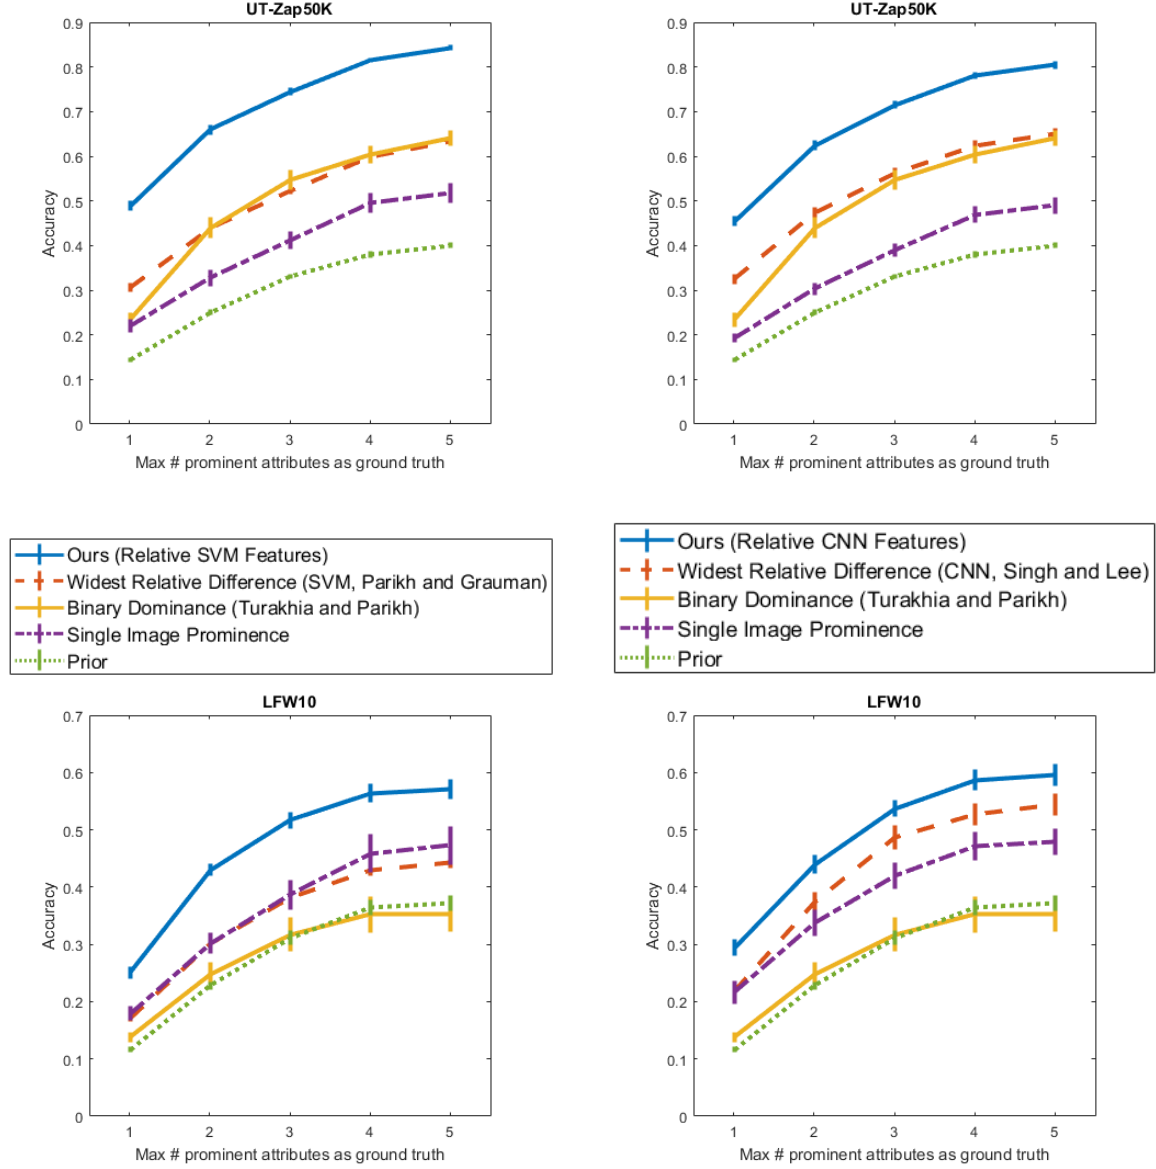 UT-Zap50K
0.9
0.8
0.7
0.6
0.5
0.4
0.3
0.2
0.1
0
Accuracy
1 2 3 4 5
Max # prominent attributes as ground truth
UT-Zap50K
0.9
0.8
0.7
0.6
0.5
0.4
0.3
0.2
0.1
0
Accuracy
1 2 3 4 5
Max # prominent attributes as ground truth
Ours (Relative SVM Features)
Widest Relative Difference (SVM, Parikh and Grauman)
Binary Dominance (Turakhia and Parikh)
Single Image Prominence
Prior
Ours (Relative CNN Features)
Widest Relative Difference (CNN, Singh and Lee)
Binary Dominance (Turakhia and Parikh)
Single Image Prominence
Prior
LFW10
0.7
0.6
0.5
0.4
0.3
0.2
0.1
0
Accuracy
1 2 3 4 5
Max # prominent attributes as ground truth
LFW10
0.7
0.6
0.5
0.4
0.3
0.2
0.1
0
Accuracy
1 2 3 4 5
Max # prominent attributes as ground truth